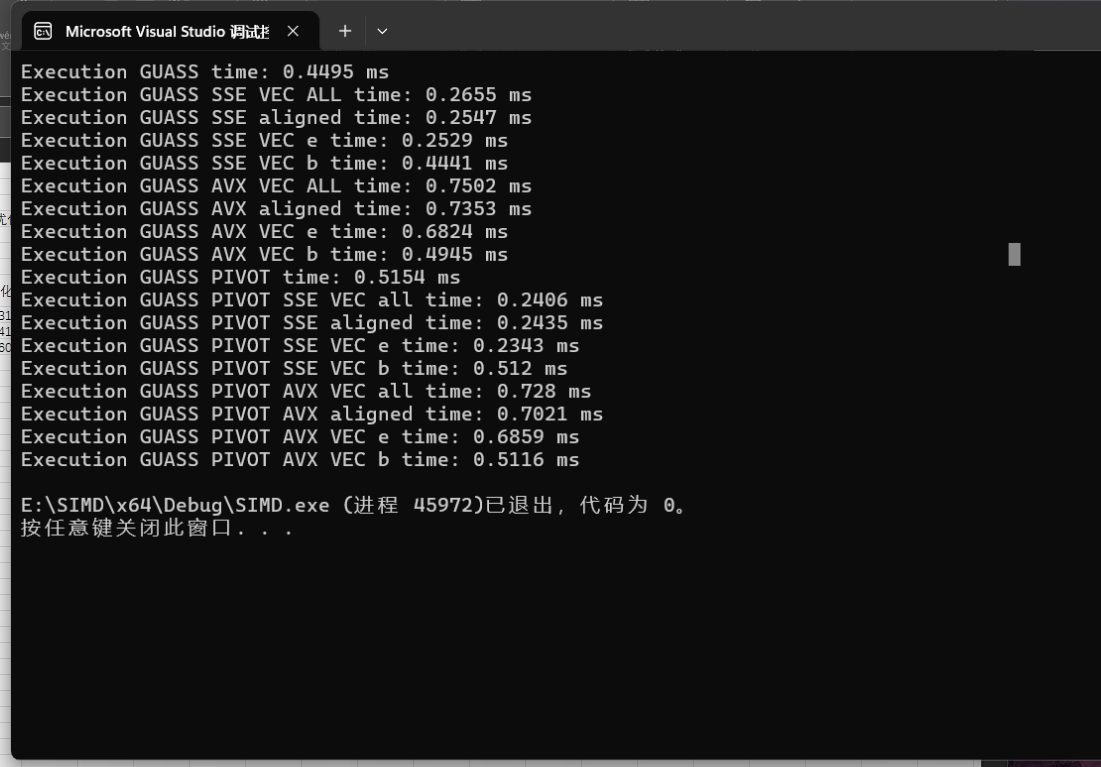 Microsoft Visual Studio 调试控
Execution GUASS time: 0.4495 ms
Execution GUASS SSE VEC ALL time: 0.2655 ms
Execution GUASS SSE aligned time: 0.2547 ms
Execution GUASS SSE VEC e time: 0.2529 ms
Execution GUASS SSE VEC b time: 0.4441 ms
Execution GUASS AVX VEC ALL time: 0.7502 ms
Execution GUASS AVX aligned time: 0.7353 ms
Execution GUASS AVX VEC e time: 0.6824 ms
Execution GUASS AVX VEC b time: 0.4945 ms
Execution GUASS PIVOT time: 0.5154 ms
Execution GUASS PIVOT SSE VEC all time: 0.2406 ms
Execution GUASS PIVOT SSE aligned time: 0.2435 ms
Execution GUASS PIVOT SSE VEC e time: 0.2343 ms
Execution GUASS PIVOT SSE VEC b time: 0.512 ms
Execution GUASS PIVOT AVX VEC all time: 0.728 ms
Execution GUASS PIVOT AVX aligned time: 0.7021 ms
Execution GUASS PIVOT AVX VEC e time: 0.6859 ms
Execution GUASS PIVOT AVX VEC b time: 0.5116 ms
E:\SIMD\x64\Debug\SIMD.exe (进程 45972)已退出，代码为 0。
按任意键关闭此窗口. . .
化
31
41
60